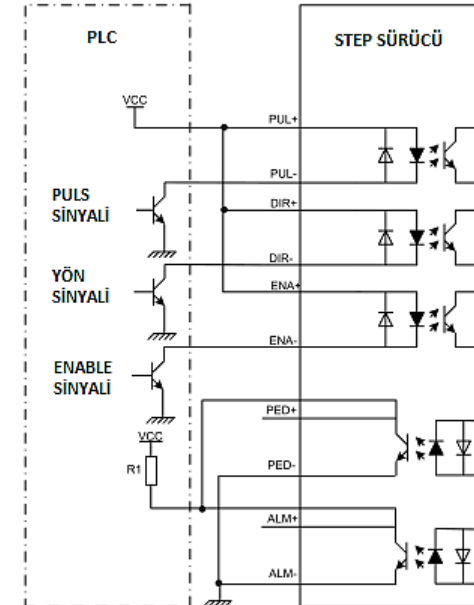 PLC
STEP SÜRÜCÜ
VCC
PUL+
PUL-
PULS
SİNYALİ
DIR+
DIR-
YÖN
SİNYALİ
ENA+
ENA-
ENABLE
SİNYALİ
VCC
R1
PED+
PED-
ALM+
ALM-